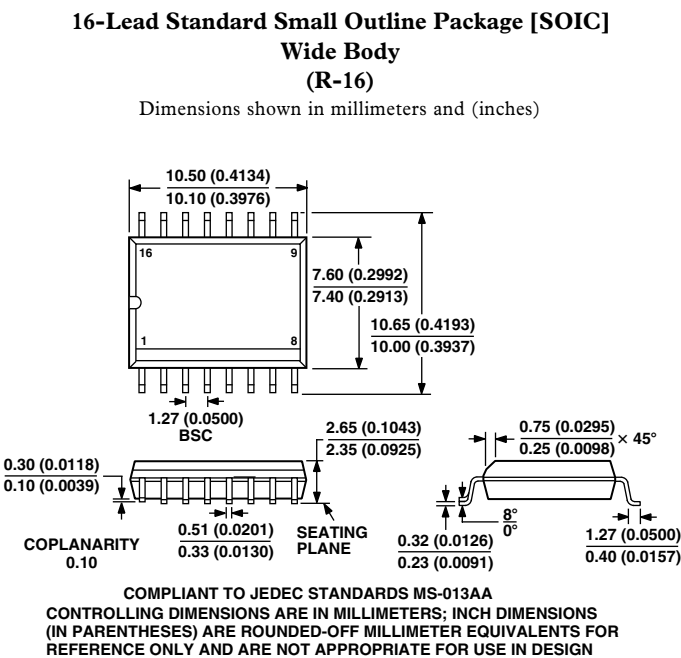 16-Lead Standard Small Outline Package [SOIC]
Wide Body
(R-16)
Dimensions shown in millimeters and (inches)
10.50 (0.4134)
10.10 (0.3976)
16
9
7.60 (0.2992)
7.40 (0.2913)
10.65 (0.4193)
10.00 (0.3937)
1
8
1.27 (0.0500)
BSC
2.65 (0.1043)
2.35 (0.0925)
0.75 (0.0295)
0.25 (0.0098)
× 45°
0.30 (0.0118)
0.10 (0.0039)
COPLANARITY
0.10
0.51 (0.0201)
0.33 (0.0130)
SEATING
PLANE
8°
0°
0.32 (0.0126)
0.23 (0.0091)
1.27 (0.0500)
0.40 (0.0157)
COMPLIANT TO JEDEC STANDARDS MS-013AA
CONTROLLING DIMENSIONS ARE IN MILLIMETERS; INCH DIMENSIONS
(IN PARENTHESES) ARE ROUNDED-OFF MILLIMETER EQUIVALENTS FOR
REFERENCE ONLY AND ARE NOT APPROPRIATE FOR USE IN DESIGN